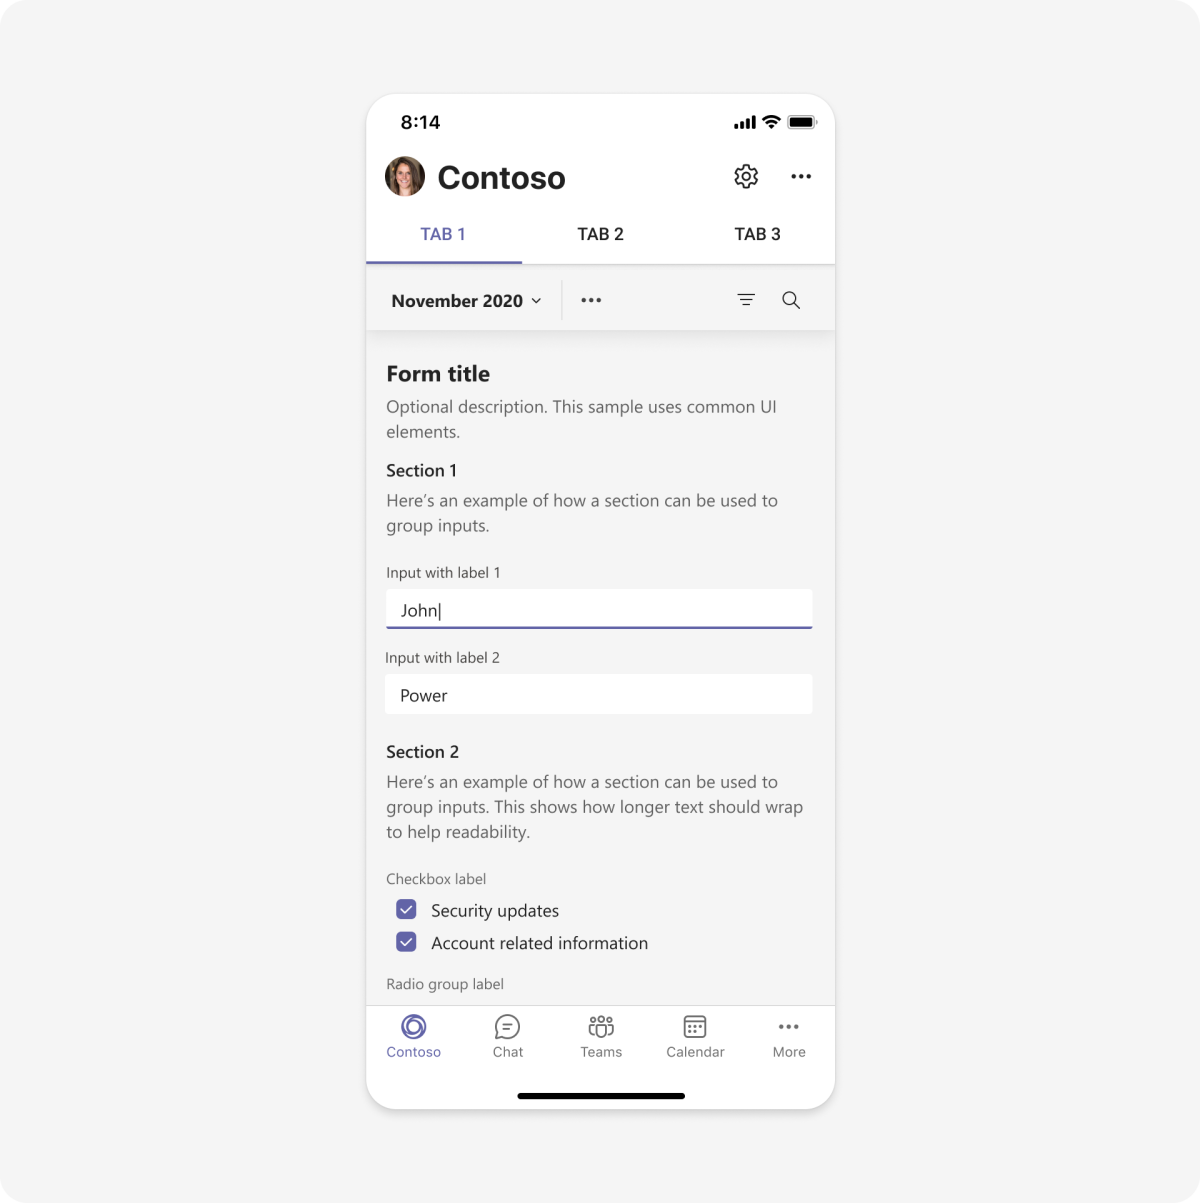 8:14
Contoso
TAB 1 TAB 2 TAB 3
November 2020
Form title
Optional description. This sample uses common UI
elements.
Section 1
Here’s an example of how a section can be used to
group inputs.
Input with label 1
John
Input with label 2
Power
Section 2
Here’s an example of how a section can be used to
group inputs. This shows how longer text should wrap
to help readability.
Checkbox label
Security updates
Account related information
Radio group label
Contoso Chat Teams Calendar More